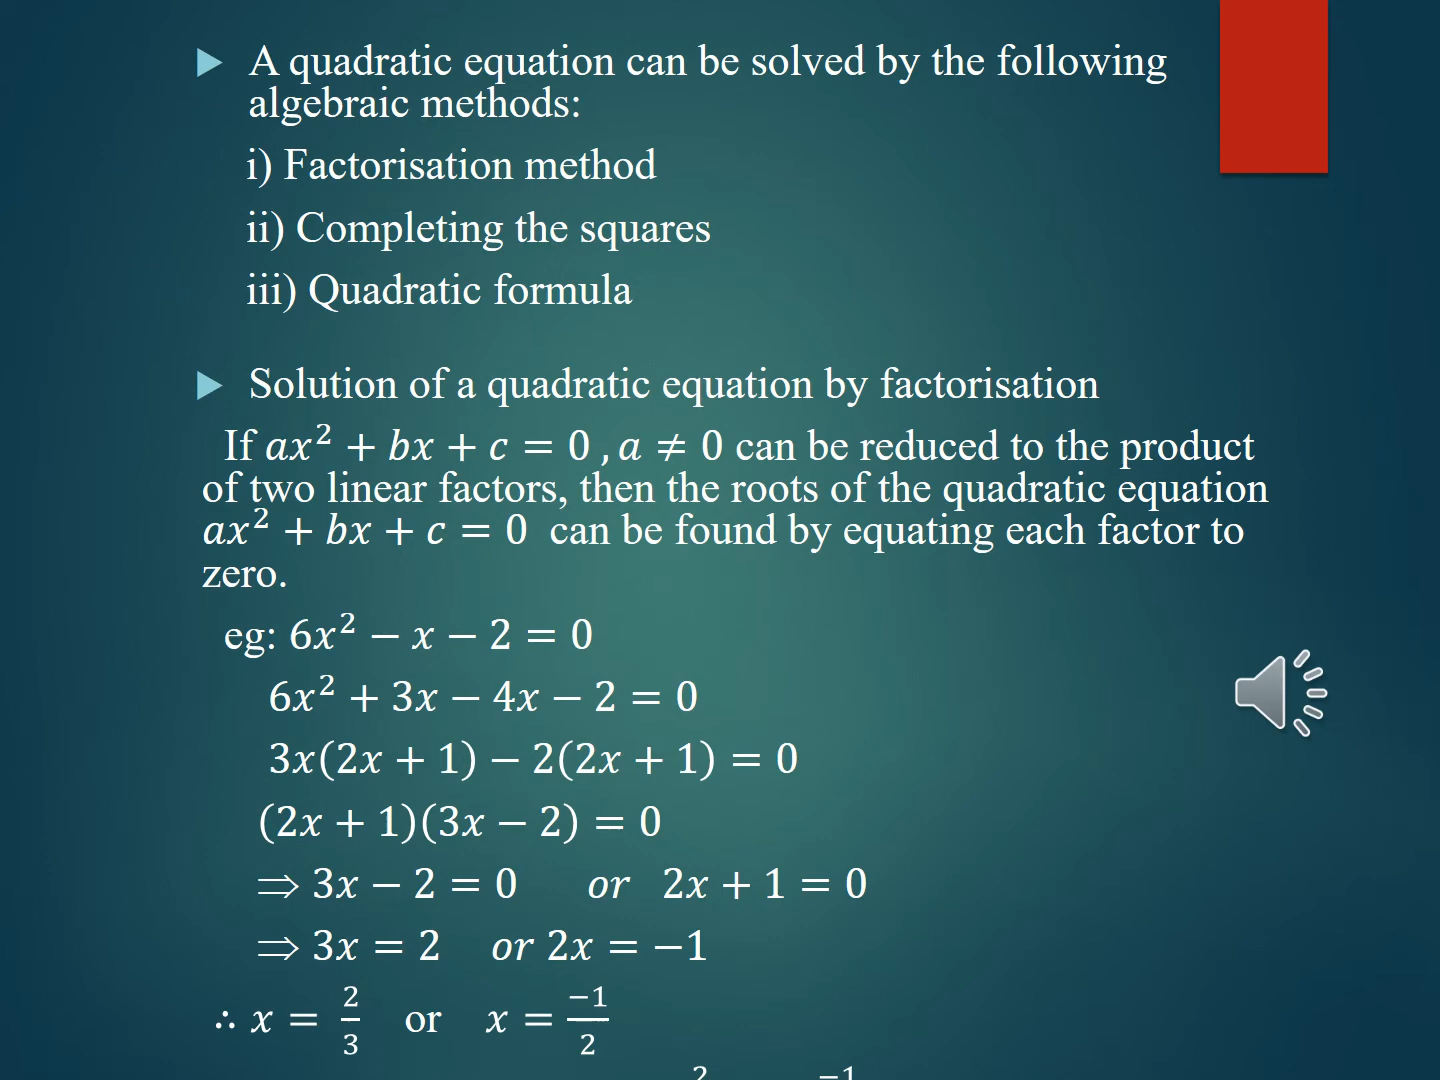 A quadratic equation can be solved by the following
algebraic methods:
i) Factorisation method
ii) Completing the squares
iii) Quadratic formula
Solution of a quadratic equation by factorisation
If 𝑎𝑥² + 𝑏𝑥 + 𝑐 = 0 , 𝑎 ≠ 0 can be reduced to the product
of two linear factors, then the roots of the quadratic equation
𝑎𝑥² + 𝑏𝑥 + 𝑐 = 0 can be found by equating each factor to
zero.
eg: 6𝑥² − 𝑥 − 2 = 0
6𝑥² + 3𝑥 − 4𝑥 − 2 = 0
3𝑥(2𝑥 + 1) − 2(2𝑥 + 1) = 0
(2𝑥 + 1)(3𝑥 − 2) = 0
⟹ 3𝑥 − 2 = 0 𝑜𝑟 2𝑥 + 1 = 0
⟹ 3𝑥 = 2 𝑜𝑟 2𝑥 = −1
∴ 𝑥 = 2/3 or 𝑥 = −1/2